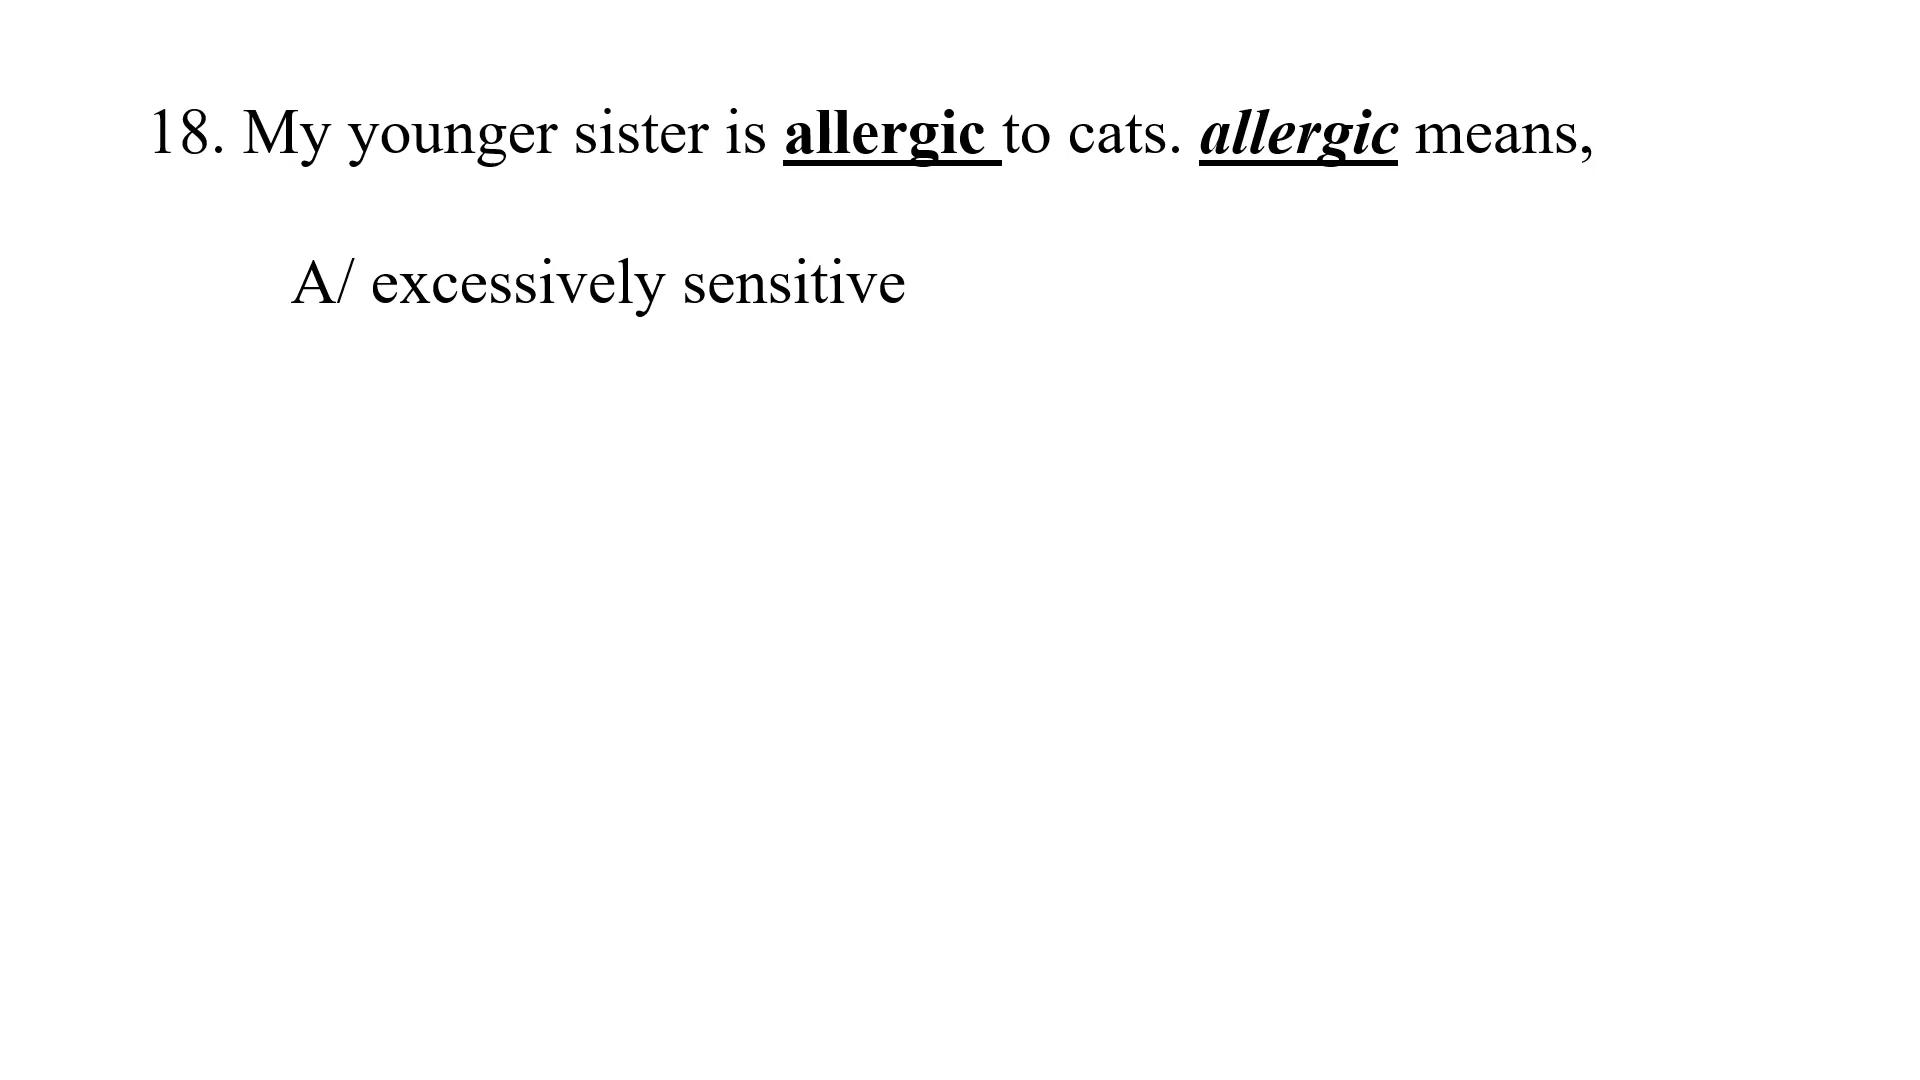 18. My younger sister is allergic to cats. allergic means,
A/ excessively sensitive